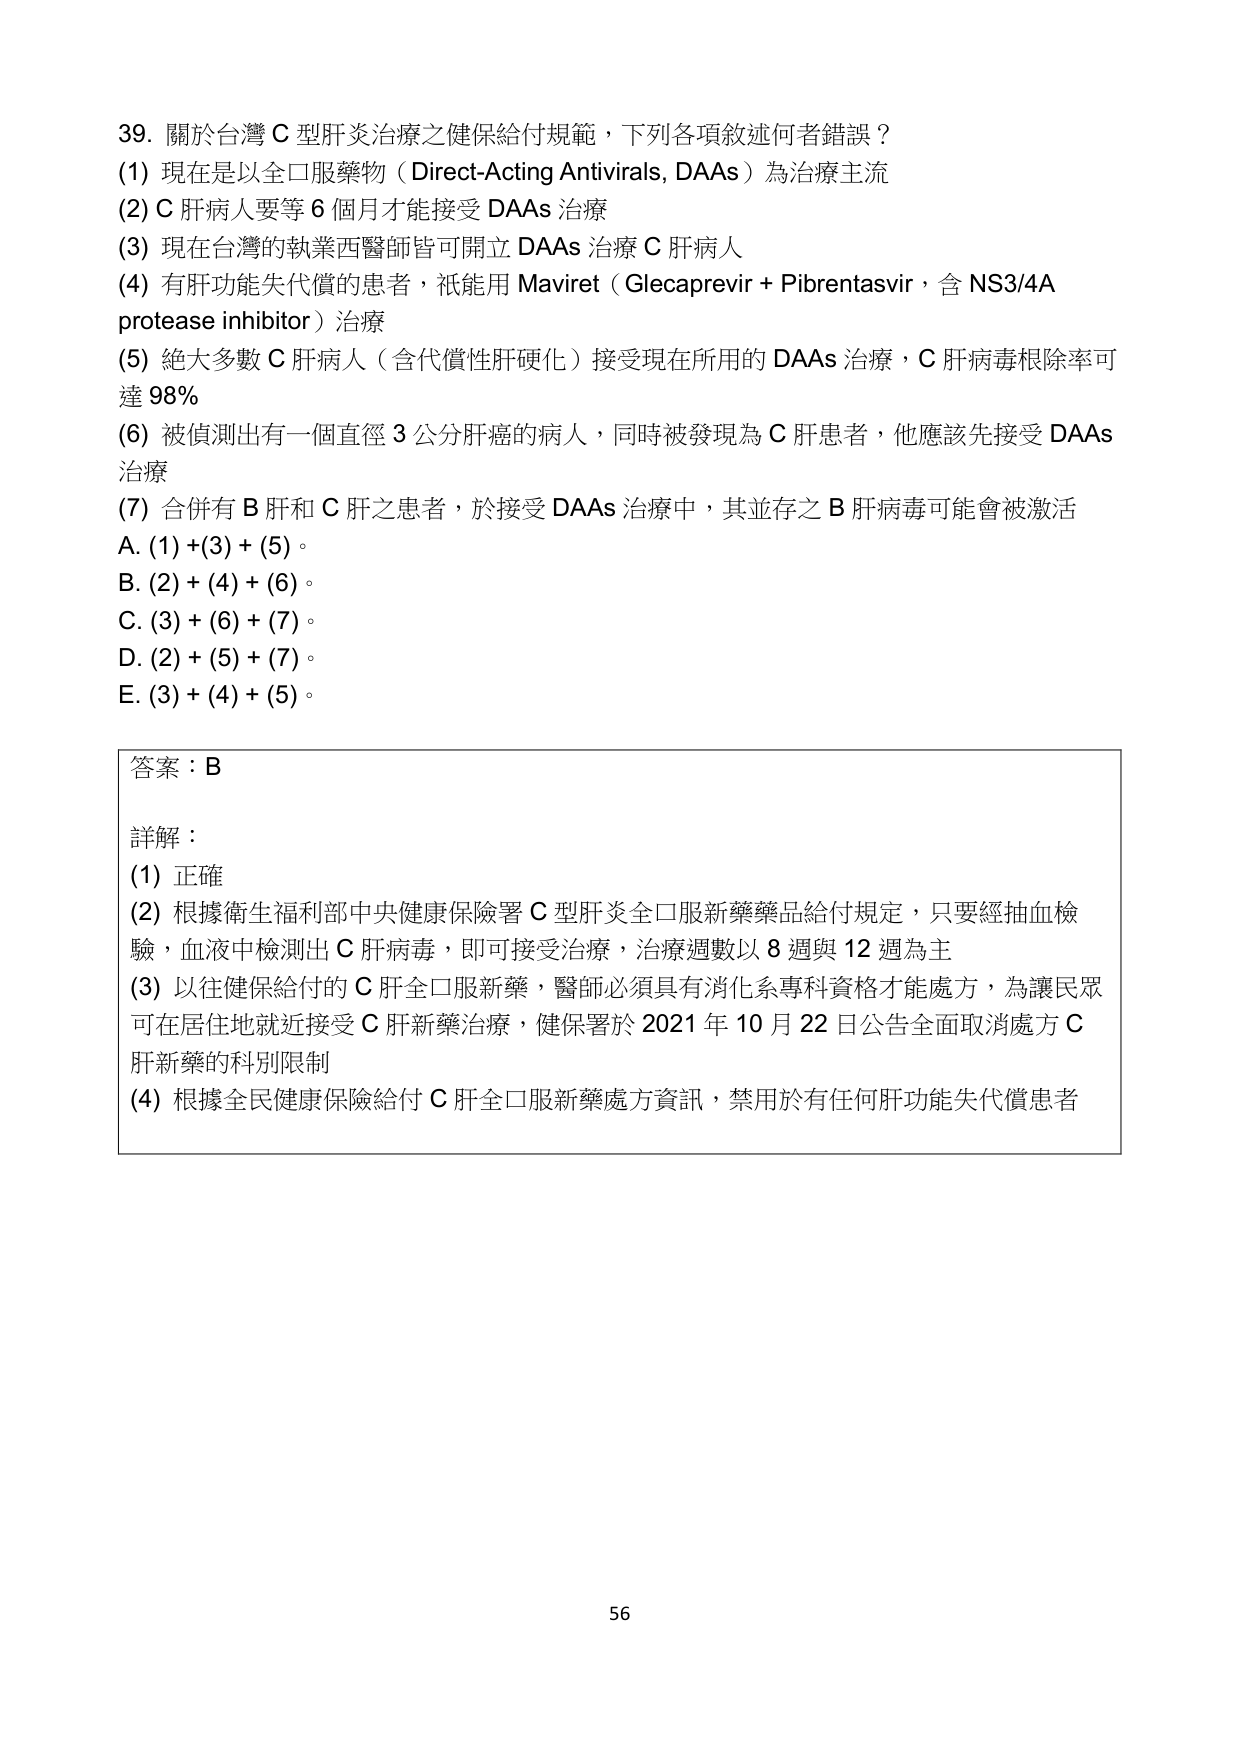 39. 關於台灣 C 型肝炎治療之健保給付規範，下列各項敘述何者錯誤？
(1) 現在是以全口服藥物（Direct-Acting Antivirals, DAAs）為治療主流
(2) C 肝病人要等 6 個月才能接受 DAAs 治療
(3) 現在台灣的執業西醫師皆可開立 DAAs 治療 C 肝病人
(4) 有肝功能失代償的患者，祇能用 Maviret（Glecaprevir + Pibrentasvir，含 NS3/4A
protease inhibitor）治療
(5) 絶大多數 C 肝病人（含代償性肝硬化）接受現在所用的 DAAs 治療，C 肝病毒根除率可
達 98%
(6) 被偵測出有一個直徑 3 公分肝癌的病人，同時被發現為 C 肝患者，他應該先接受 DAAs
治療
(7) 合併有 B 肝和 C 肝之患者，於接受 DAAs 治療中，其並存之 B 肝病毒可能會被激活
A. (1) +(3) + (5)。
B. (2) + (4) + (6)。
C. (3) + (6) + (7)。
D. (2) + (5) + (7)。
E. (3) + (4) + (5)。
答案：B
詳解：
(1) 正確
(2) 根據衛生福利部中央健康保險署 C 型肝炎全口服新藥藥品給付規定，只要經抽血檢
驗，血液中檢測出 C 肝病毒，即可接受治療，治療週數以 8 週與 12 週為主
(3) 以往健保給付的 C 肝全口服新藥，醫師必須具有消化系專科資格才能處方，為讓民眾
可在居住地就近接受 C 肝新藥治療，健保署於 2021 年 10 月 22 日公告全面取消處方 C
肝新藥的科別限制
(4) 根據全民健康保險給付 C 肝全口服新藥處方資訊，禁用於有任何肝功能失代償患者
56